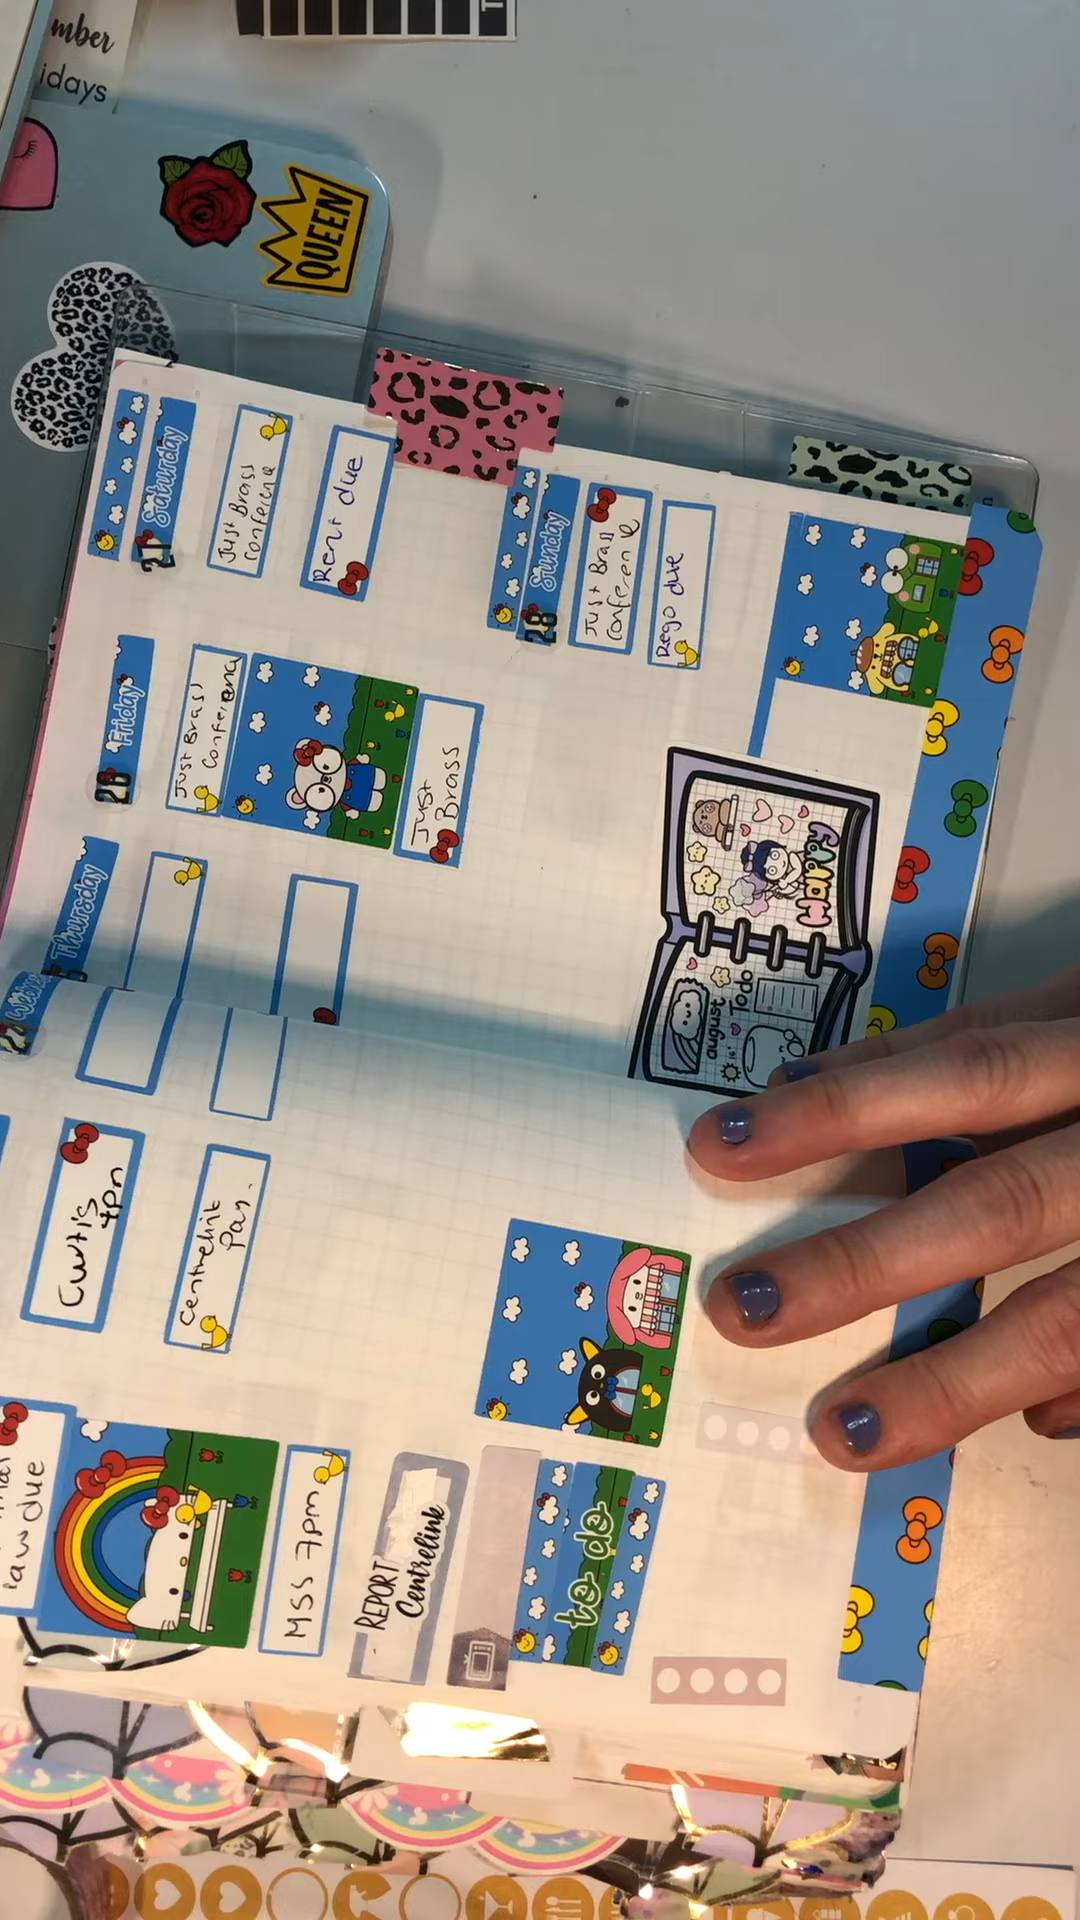 mber
idays
QUEEN
T
Saturday
27
Just Brass
Conference
Rent due
Sunday
28
Just Brass
Conference
Rego due
Friday
26
Just Brass
Conference
Just
Brass
Thursday
Happy
august
Todo
Curtis
Centrelink
Pay.
law due
MSS 7pm
REPORT
Centrelink
to do